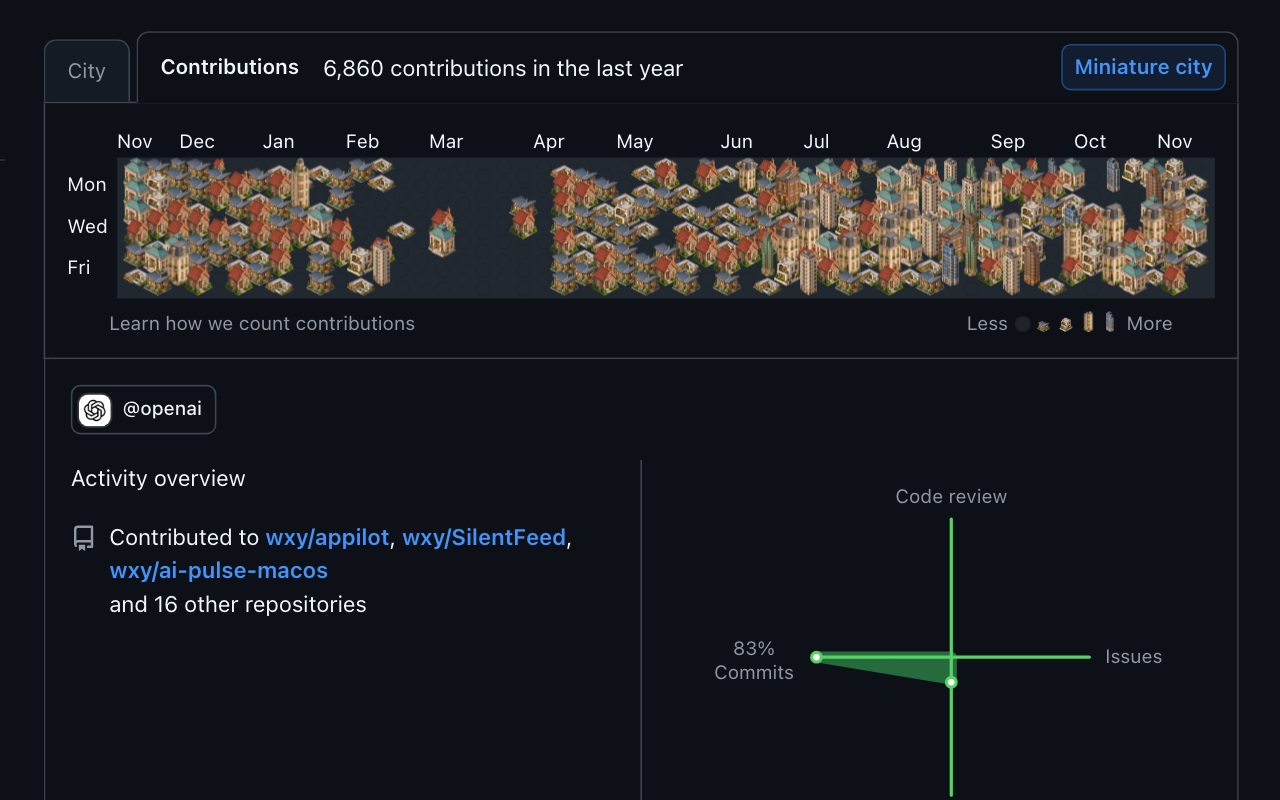 City
Contributions 6,860 contributions in the last year
Miniature city
Nov Dec Jan Feb Mar Apr May Jun Jul Aug Sep Oct Nov
Mon
Wed
Fri
Learn how we count contributions
Less More
@openai
Activity overview
Contributed to wxy/appilot, wxy/SilentFeed,
wxy/ai-pulse-macos
and 16 other repositories
Code review
83%
Commits
Issues